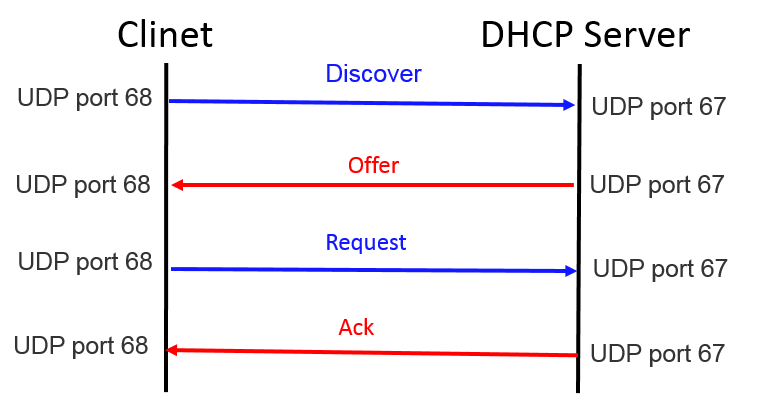 Clinet DHCP Server
Discover
UDP port 68 UDP port 67
Offer
UDP port 68 UDP port 67
Request
UDP port 68 UDP port 67
Ack
UDP port 68 UDP port 67